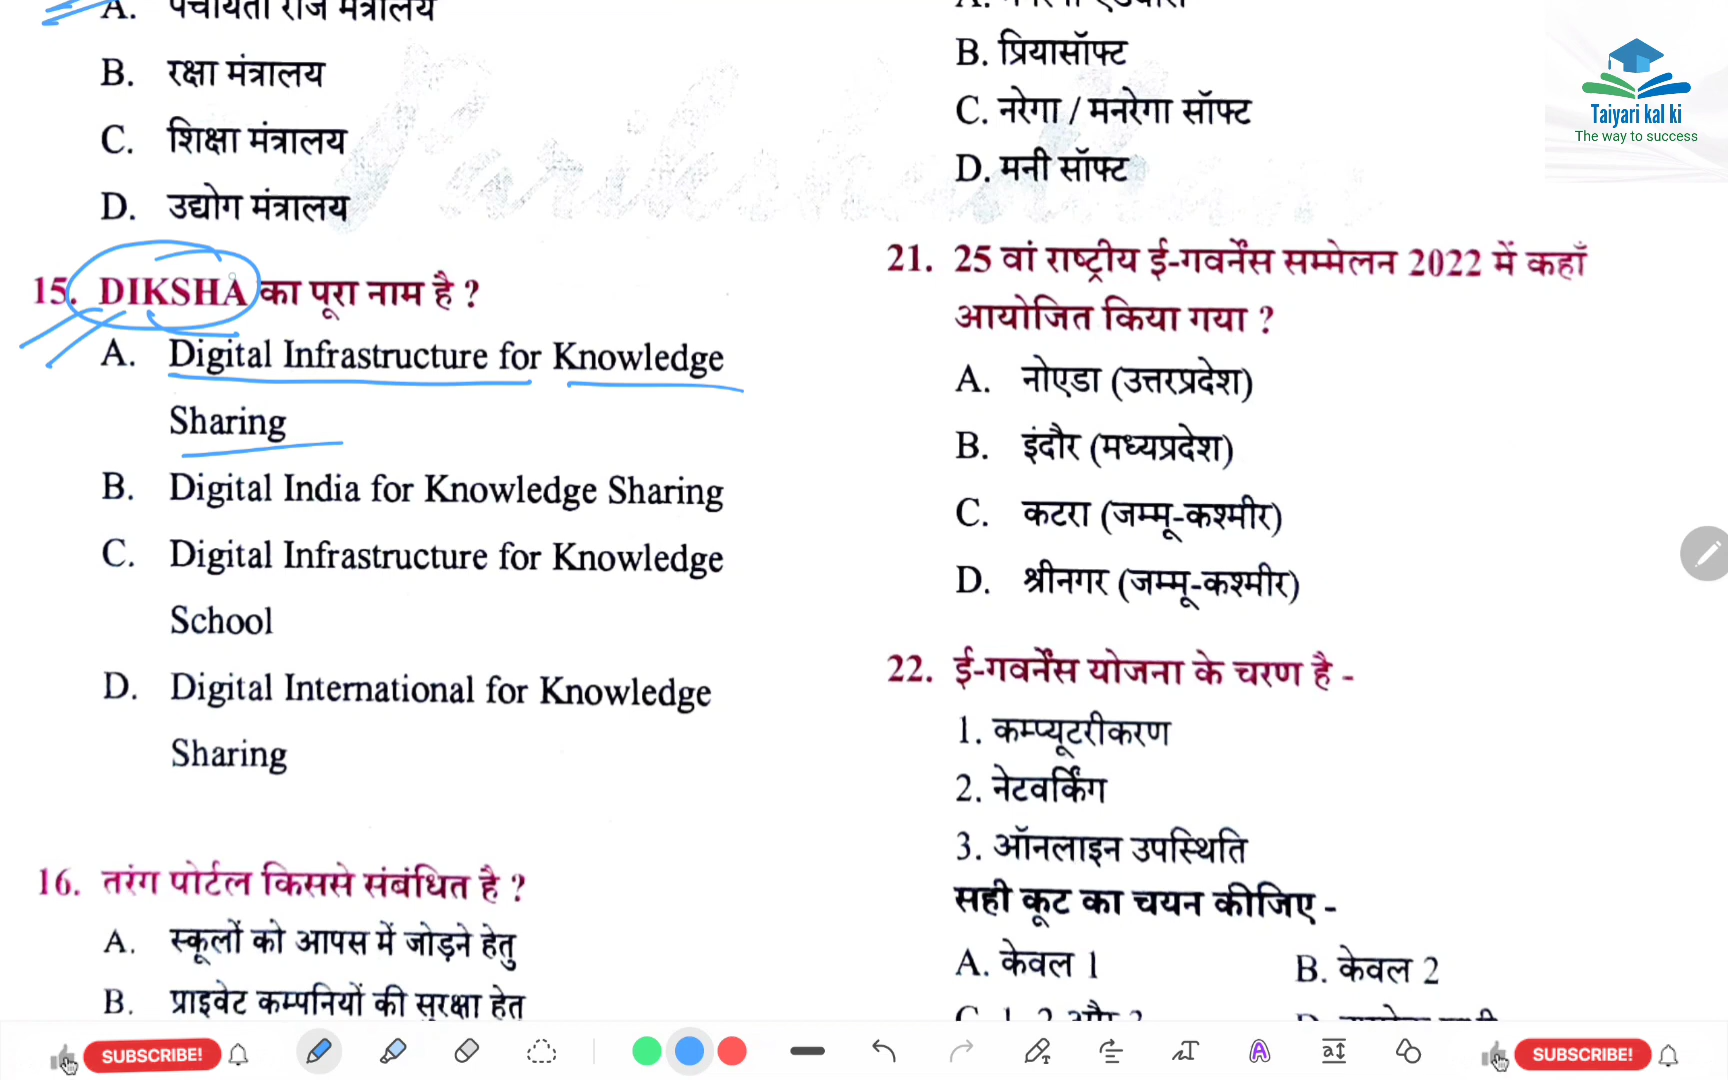 A. पंचायती राज मंत्रालय
B. रक्षा मंत्रालय
C. शिक्षा मंत्रालय
D. उद्योग मंत्रालय
15. DIKSHA का पूरा नाम है ?
A. Digital Infrastructure for Knowledge
Sharing
B. Digital India for Knowledge Sharing
C. Digital Infrastructure for Knowledge
School
D. Digital International for Knowledge
Sharing
16. तरंग पोर्टल किससे संबंधित है ?
A. स्कूलों को आपस में जोड़ने हेतु
B. प्राइवेट कम्पनियों की सुरक्षा हेतु
B. प्रियासॉफ्ट
C. नरेगा / मनरेगा सॉफ्ट
D. मनी सॉफ्ट
21. 25 वां राष्ट्रीय ई-गवर्नेंस सम्मेलन 2022 में कहाँ
आयोजित किया गया ?
A. नोएडा (उत्तरप्रदेश)
B. इंदौर (मध्यप्रदेश)
C. कटरा (जम्मू-कश्मीर)
D. श्रीनगर (जम्मू-कश्मीर)
22. ई-गवर्नेंस योजना के चरण है -
1. कम्प्यूटरीकरण
2. नेटवर्किंग
3. ऑनलाइन उपस्थिति
सही कूट का चयन कीजिए -
A. केवल 1 B. केवल 2
Taiyari kal ki
The way to success
SUBSCRIBE!
SUBSCRIBE!